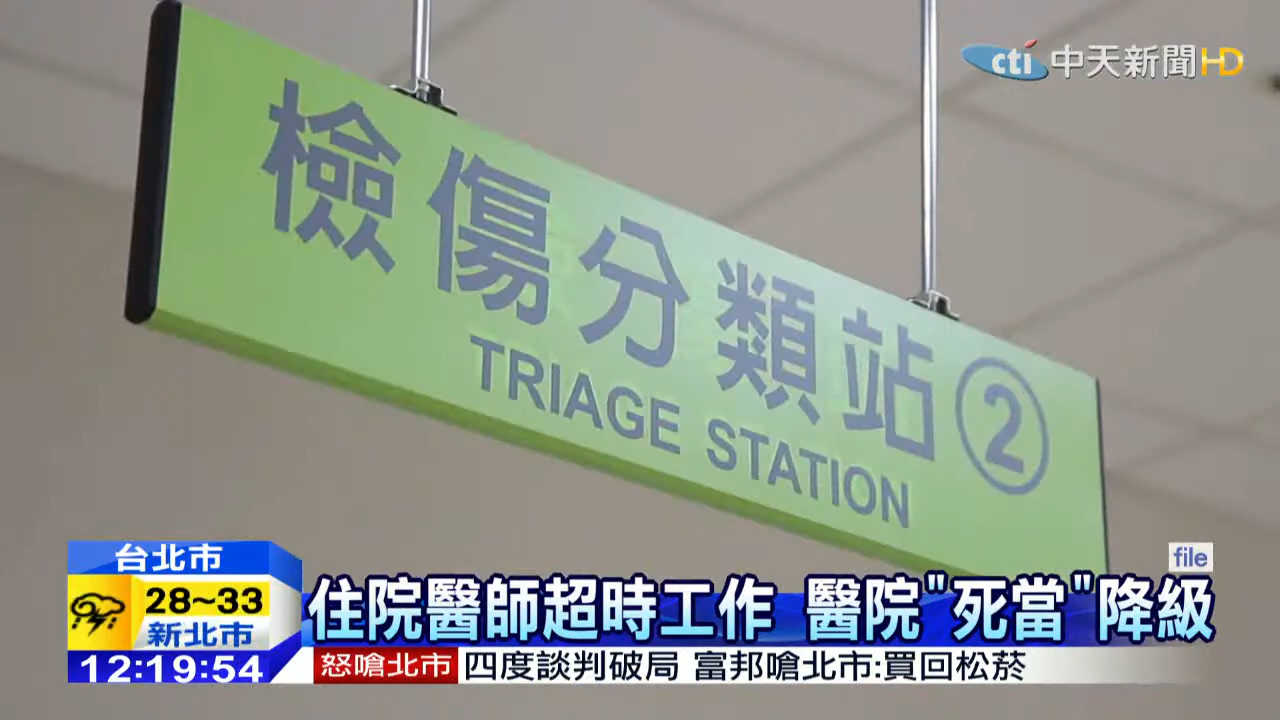 cti 中天新聞HD
檢傷分類站②
TRIAGE STATION
file
台北市
28~33
新北市
12:19:54
住院醫師超時工作 醫院"死當"降級
怒嗆北市 四度談判破局 富邦嗆北市:買回松菸